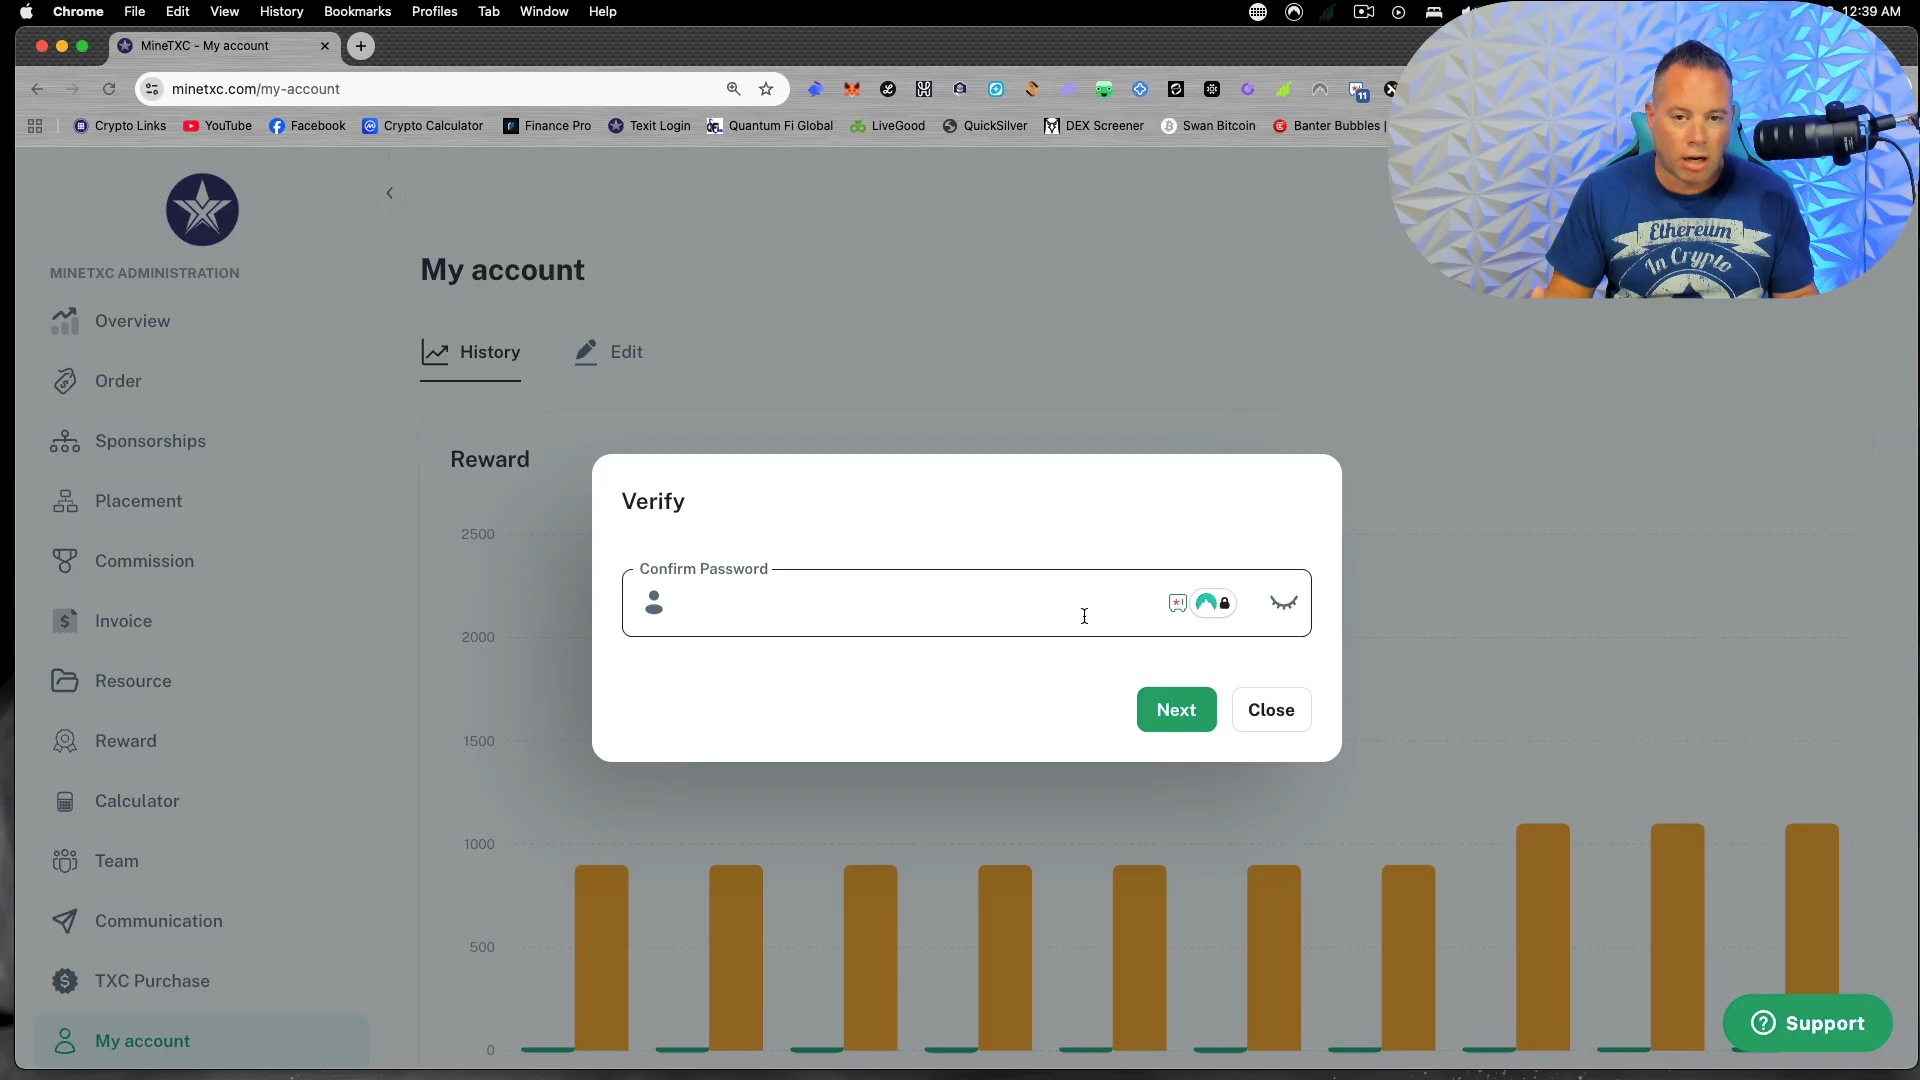 Chrome File Edit View History Bookmarks Profiles Tab Window Help
12:39 AM
MineTXC - My account
minetxc.com/my-account
11
Crypto Links YouTube Facebook Crypto Calculator Finance Pro Texit Login Quantum Fi Global LiveGood QuickSilver DEX Screener Swan Bitcoin Banter Bubbles |
Ethereum
In Crypto
MINETXC ADMINISTRATION
Overview
Order
Sponsorships
Placement
Commission
Invoice
Resource
Reward
Calculator
Team
Communication
TXC Purchase
My account
My account
History Edit
Reward
2500
2000
1500
1000
500
0
Verify
Confirm Password
Next Close
Support